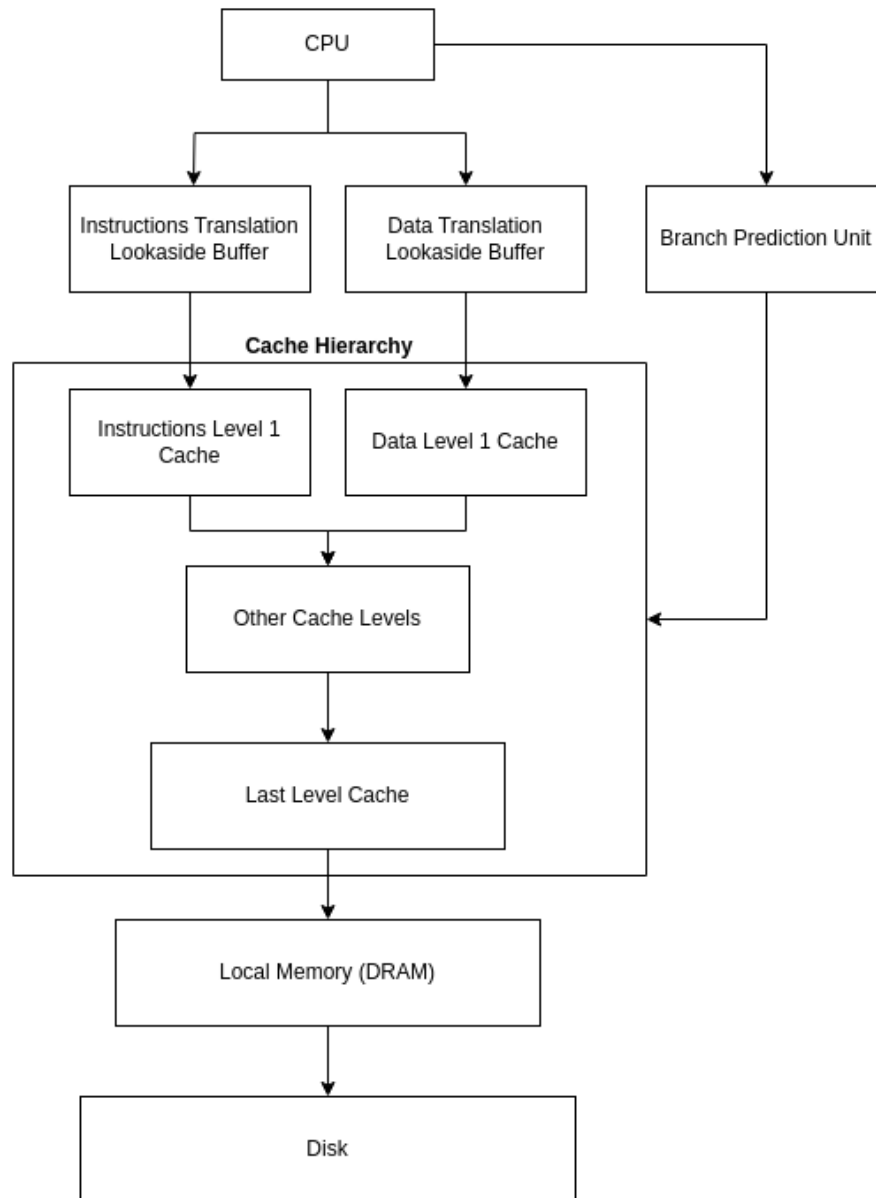 CPU
Instructions Translation
Lookaside Buffer
Data Translation
Lookaside Buffer
Branch Prediction Unit
Cache Hierarchy
Instructions Level 1
Cache
Data Level 1 Cache
Other Cache Levels
Last Level Cache
Local Memory (DRAM)
Disk